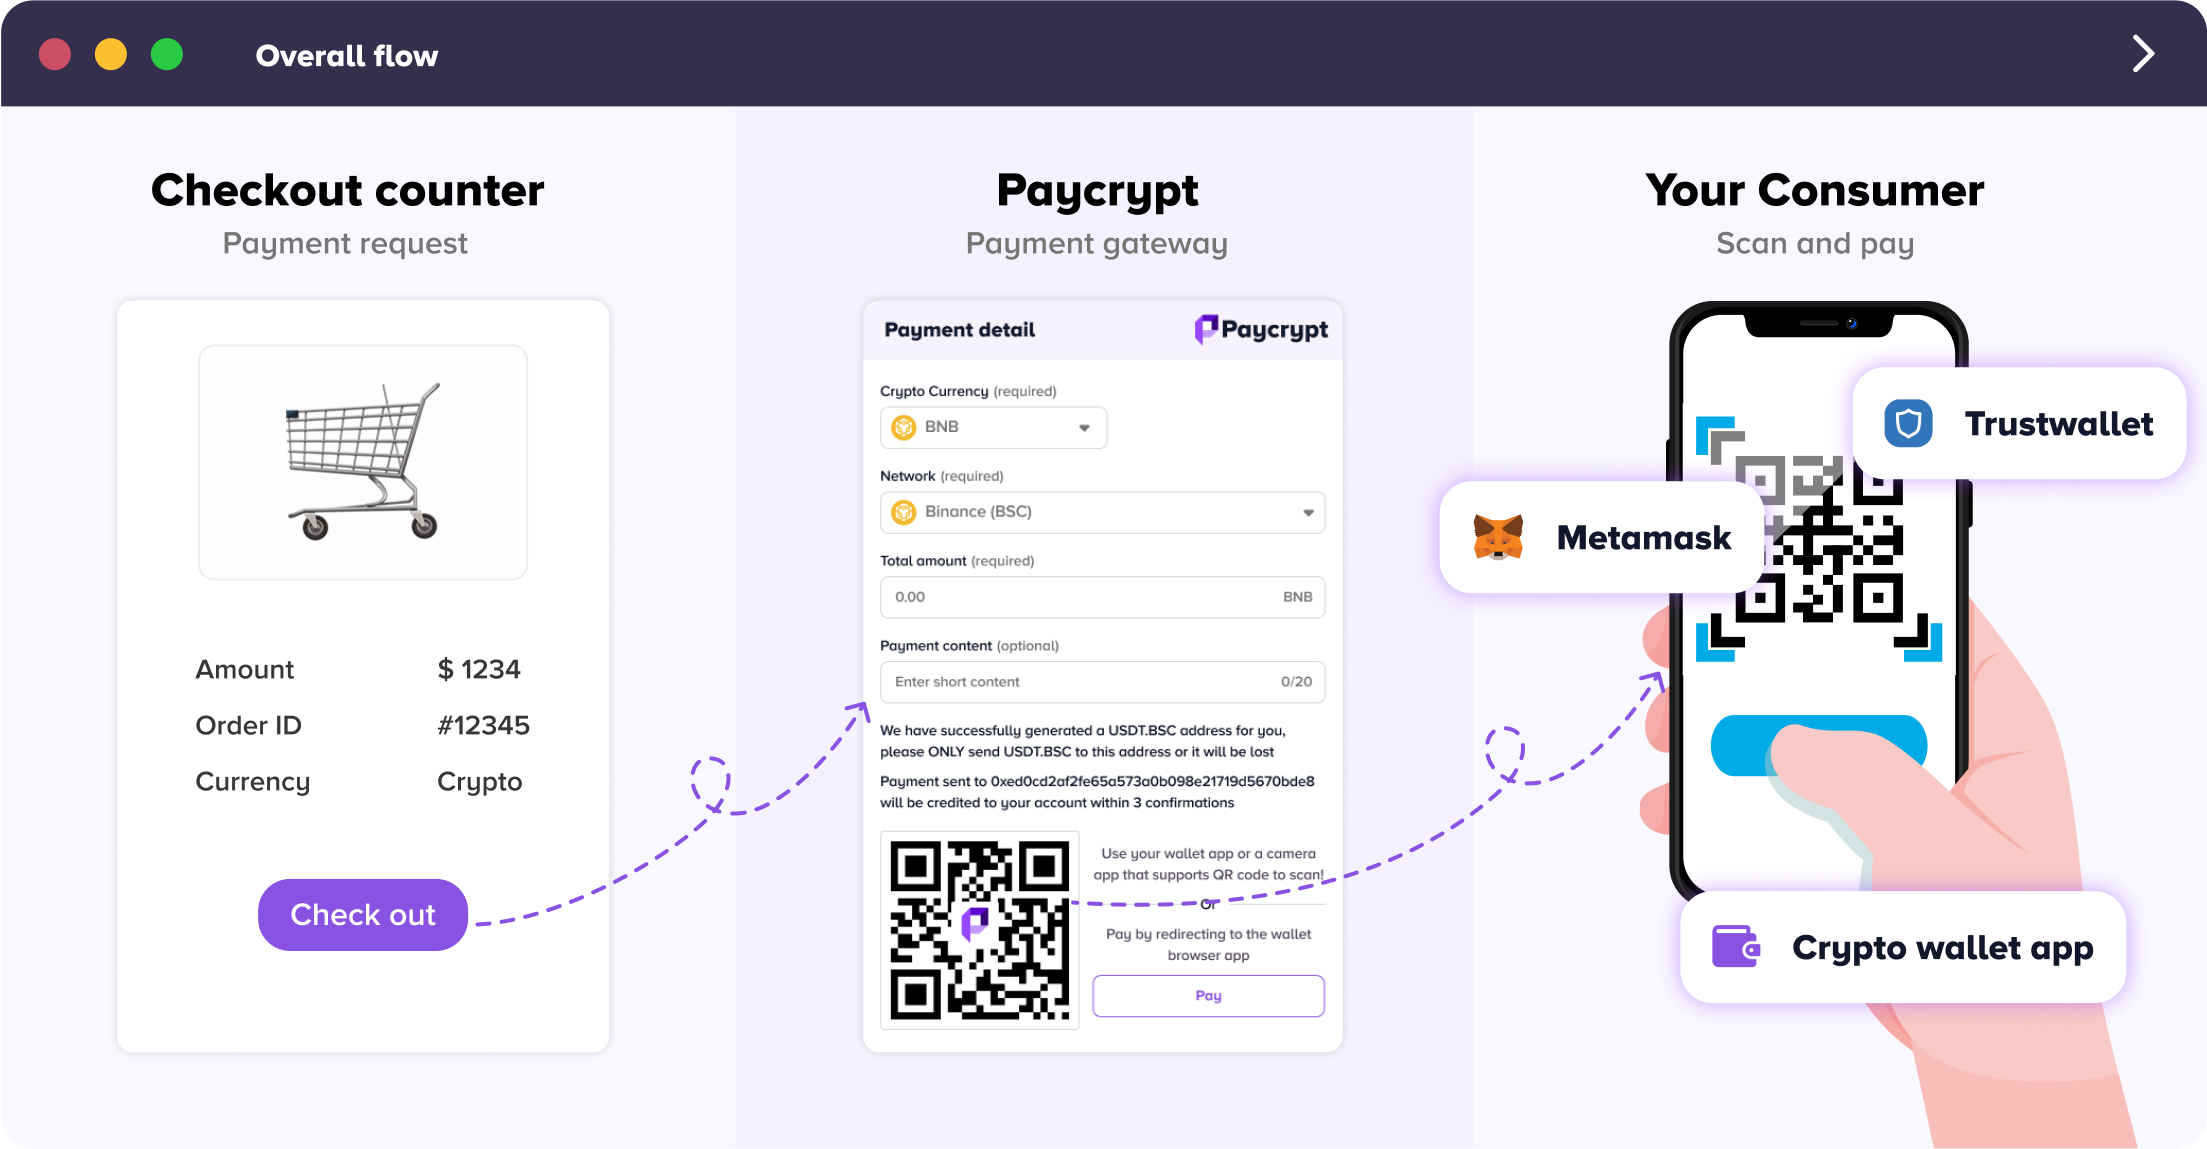 Overall flow
Checkout counter
Payment request
Amount $ 1234
Order ID #12345
Currency Crypto
Check out
Paycrypt
Payment gateway
Payment detail Paycrypt
Crypto Currency (required)
BNB
Network (required)
Binance (BSC)
Total amount (required)
0.00 BNB
Payment content (optional)
Enter short content 0/20
We have successfully generated a USDT.BSC address for you,
please ONLY send USDT.BSC to this address or it will be lost
Payment sent to 0xed0cd2af2fe65a573a0b098e21719d5670bde8
will be credited to your account within 3 confirmations
Use your wallet app or a camera
app that supports QR code to scan!
Or
Pay by redirecting to the wallet
browser app
Pay
Your Consumer
Scan and pay
Trustwallet
Metamask
Crypto wallet app